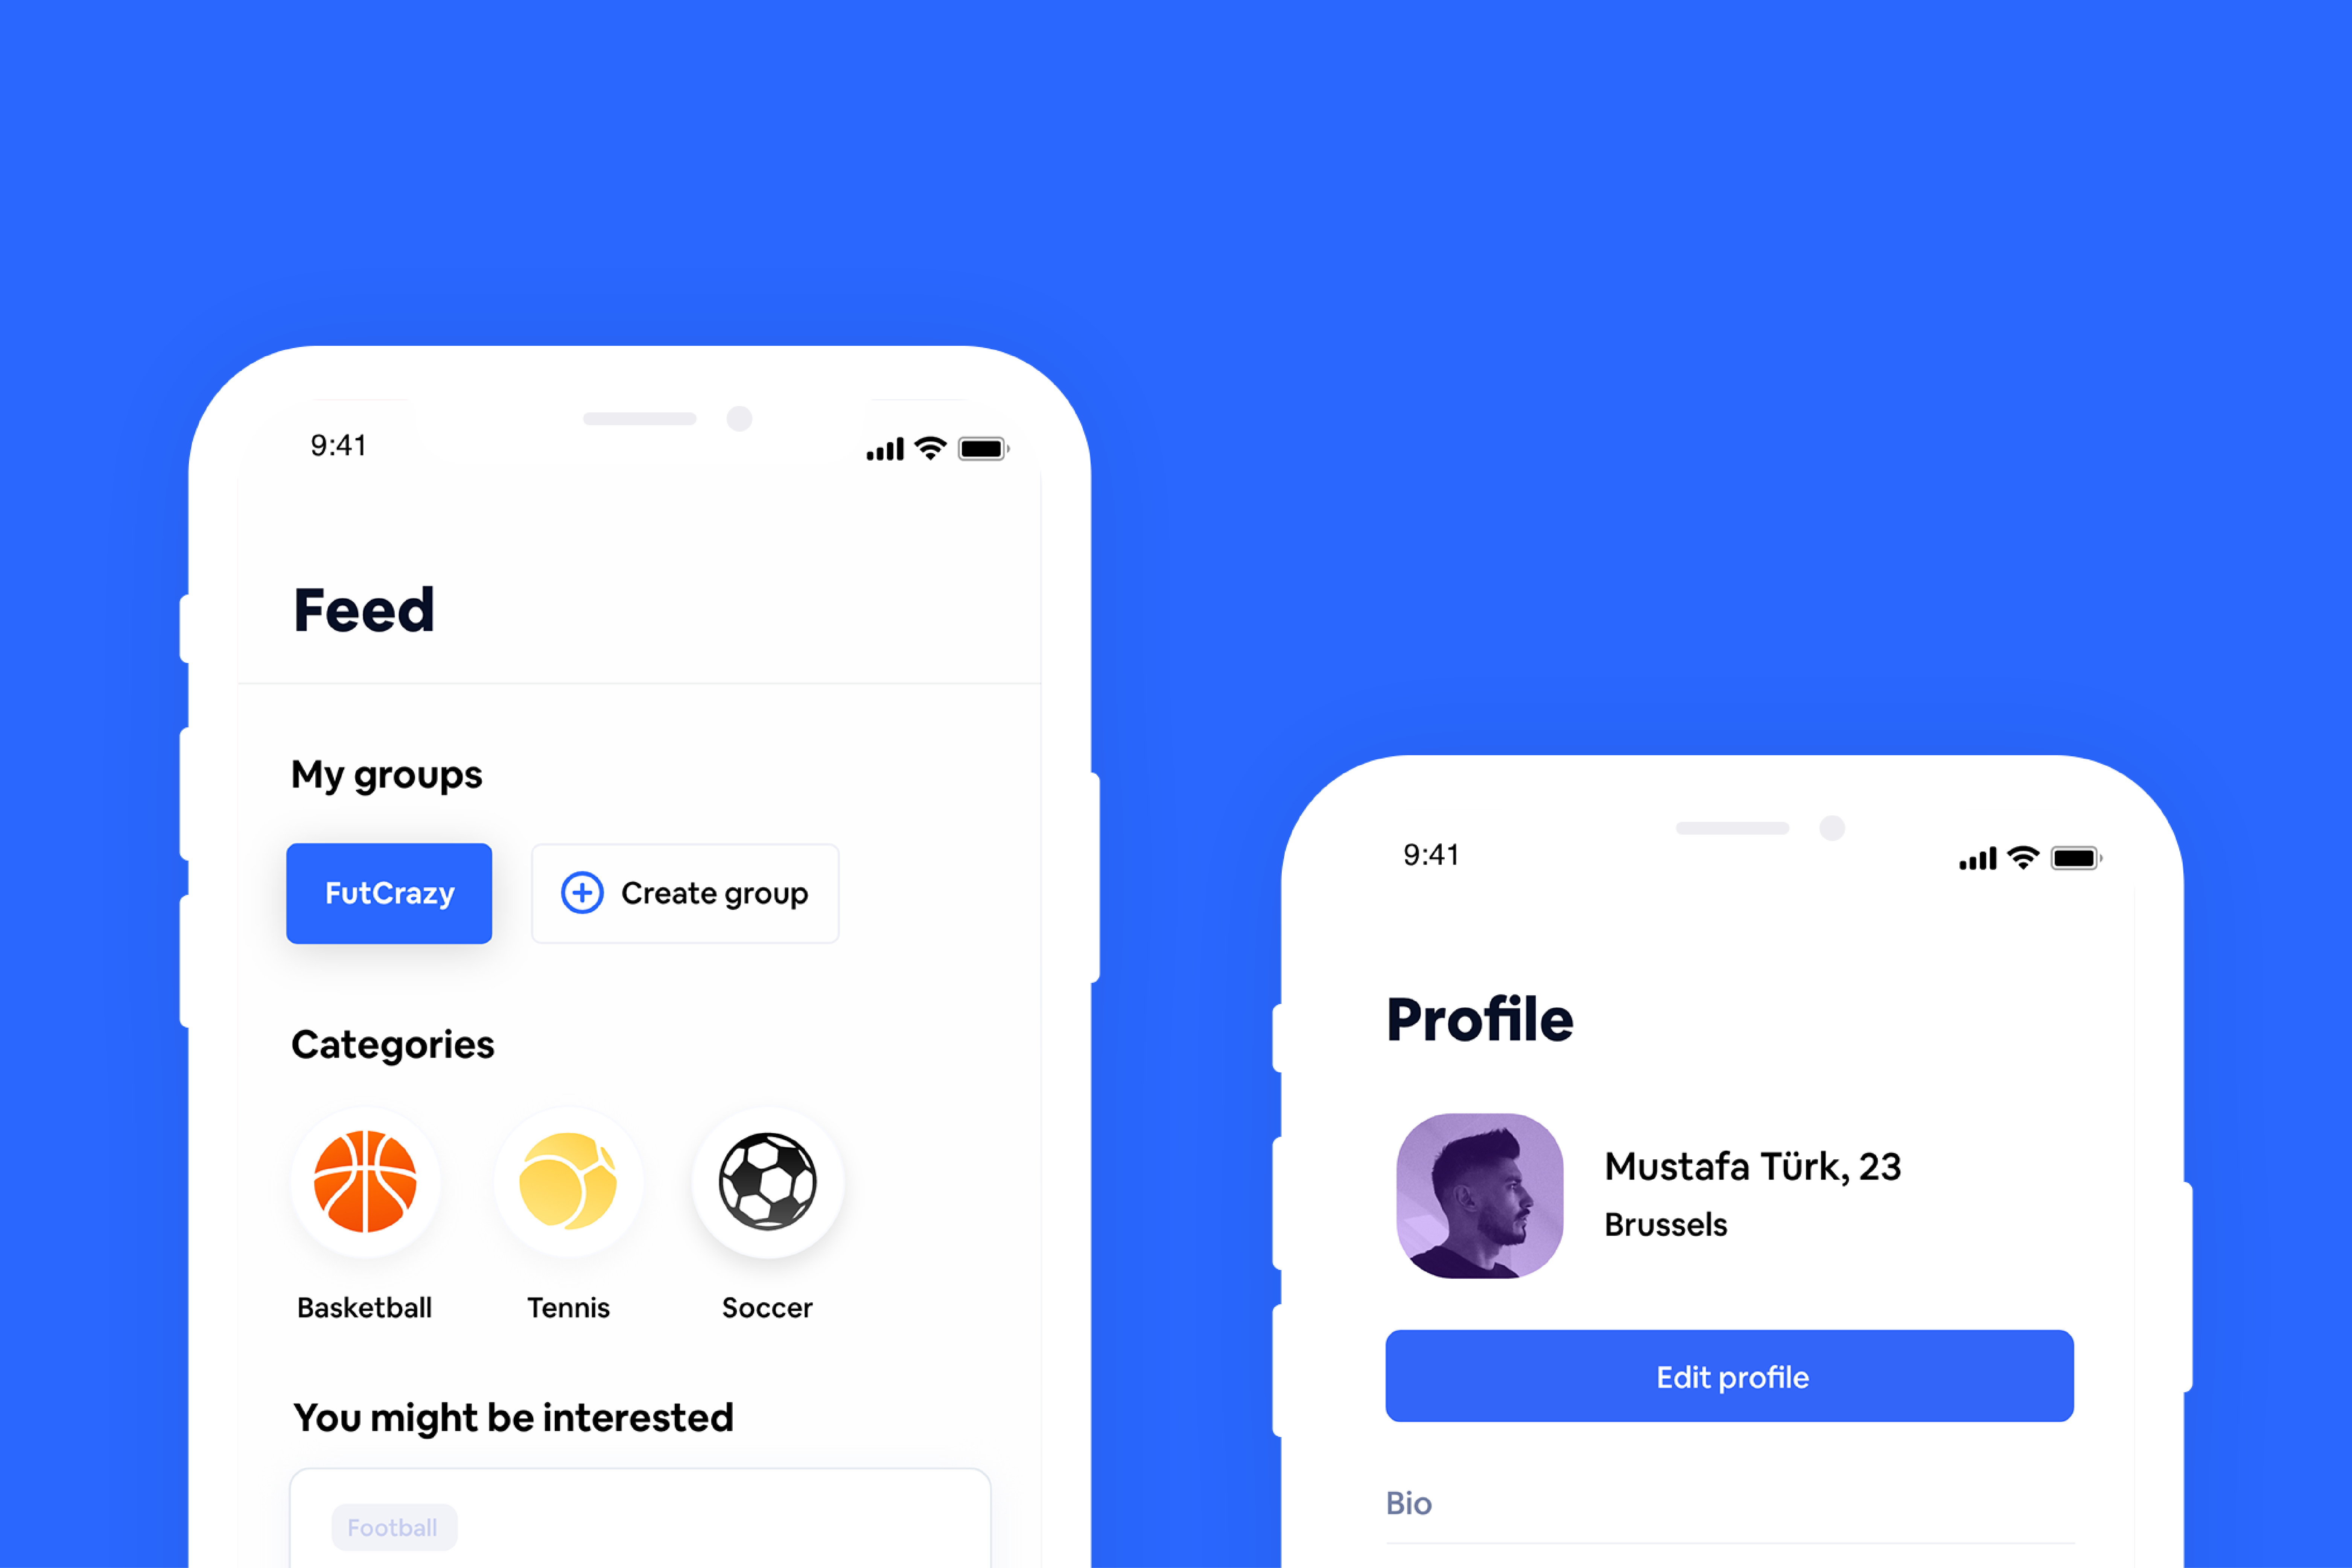 9:41
Feed
My groups
FutCrazy
Create group
Categories
Basketball
Tennis
Soccer
You might be interested
Football
9:41
Profile
Mustafa Türk, 23
Brussels
Edit profile
Bio